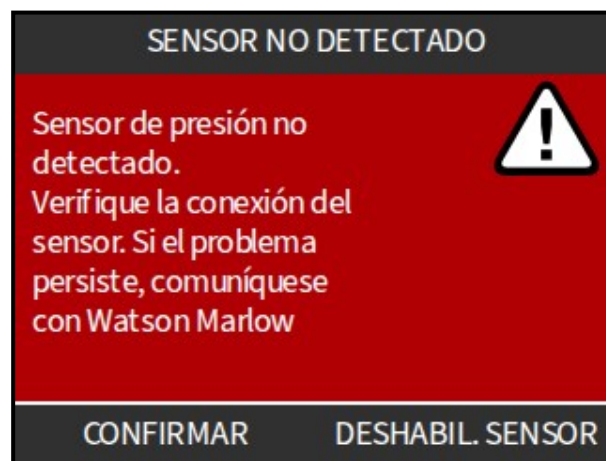 SENSOR NO DETECTADO
Sensor de presión no
detectado.
Verifique la conexión del
sensor. Si el problema
persiste, comuníquese
con Watson Marlow
CONFIRMAR DESHABIL. SENSOR